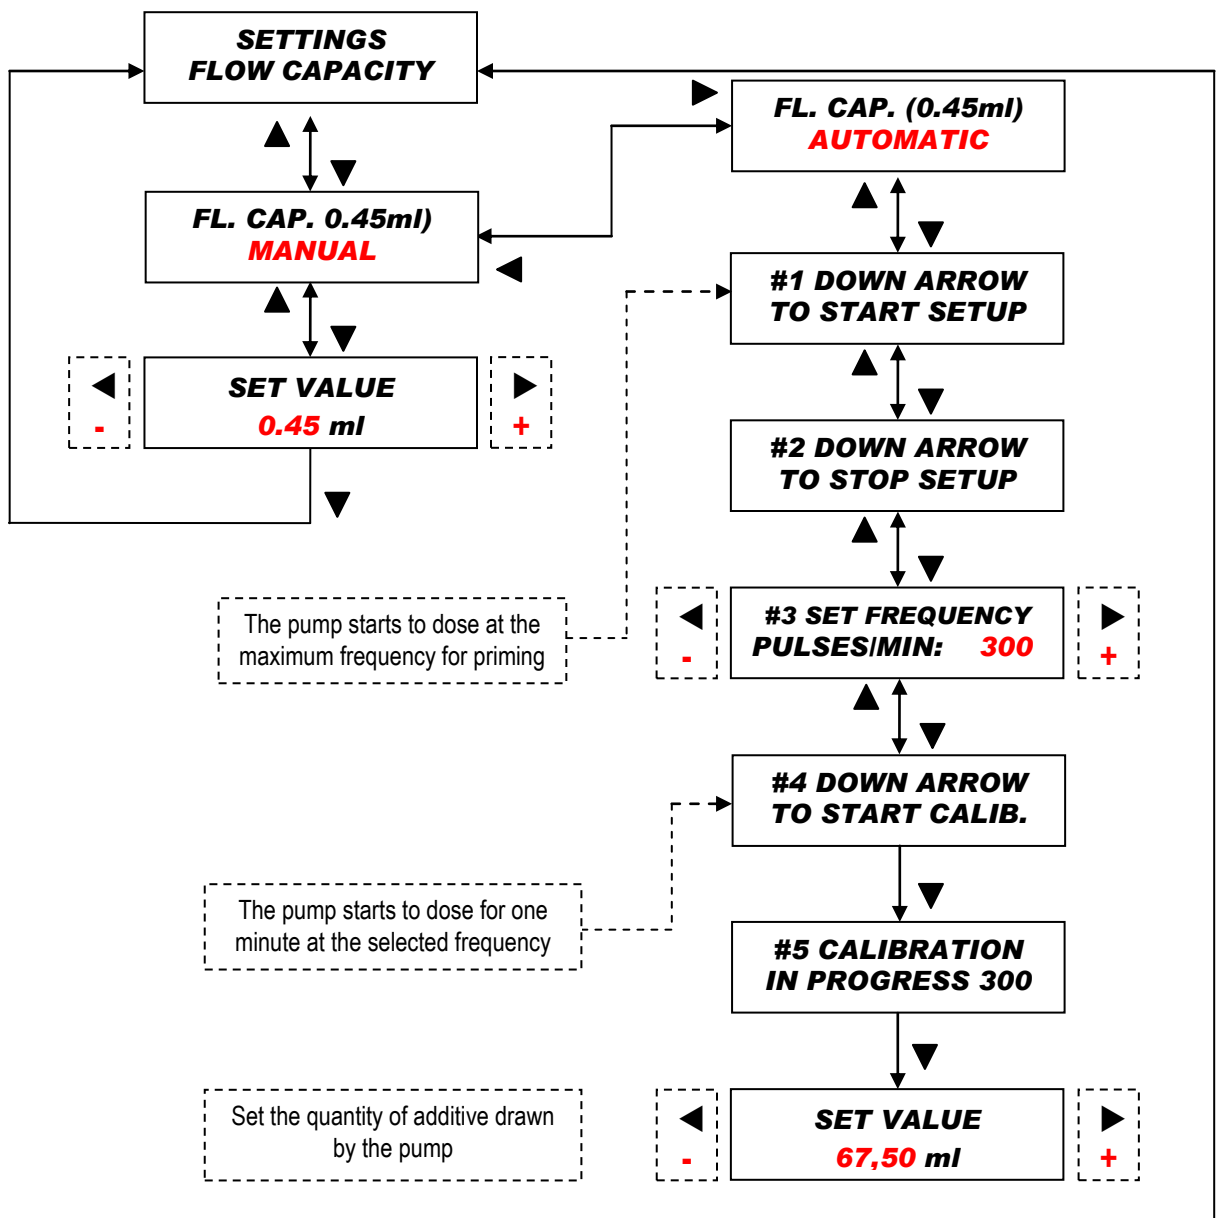 SETTINGS
FLOW CAPACITY
FL. CAP. 0.45ml)
MANUAL
SET VALUE
0.45 ml
-
+
FL. CAP. (0.45ml)
AUTOMATIC
#1 DOWN ARROW
TO START SETUP
#2 DOWN ARROW
TO STOP SETUP
The pump starts to dose at the
maximum frequency for priming
#3 SET FREQUENCY
PULSES/MIN: 300
-
+
#4 DOWN ARROW
TO START CALIB.
The pump starts to dose for one
minute at the selected frequency
#5 CALIBRATION
IN PROGRESS 300
Set the quantity of additive drawn
by the pump
SET VALUE
67,50 ml
-
+